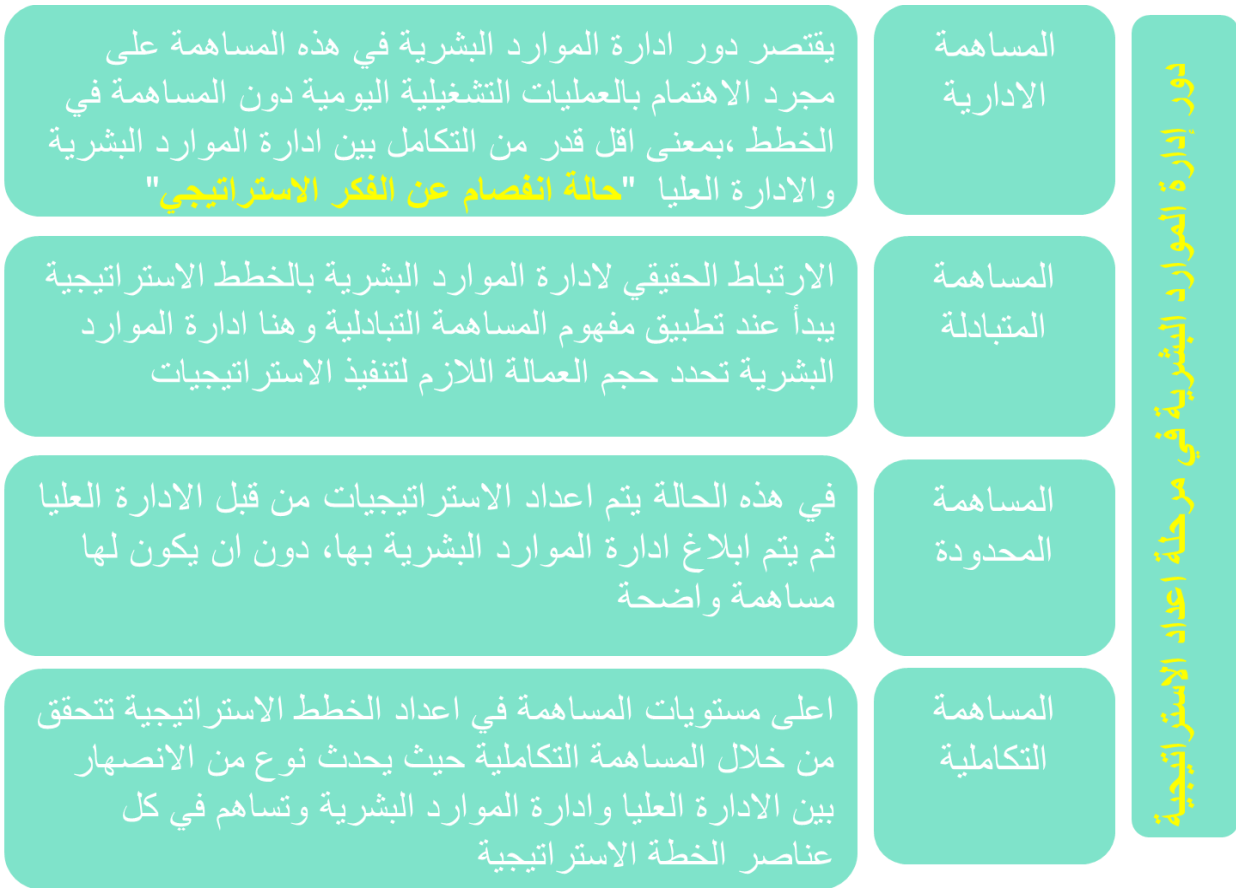 دور إدارة الموارد البشرية في مرحلة اعداد الاستراتيجية
المساهمة
الادارية
يقتصر دور ادارة الموارد البشرية في هذه المساهمة على
مجرد الاهتمام بالعمليات التشغيلية اليومية دون المساهمة في
الخطط ،بمعنى اقل قدر من التكامل بين ادارة الموارد البشرية
والادارة العليا "حالة انفصام عن الفكر الاستراتيجي"
المساهمة
المتبادلة
الارتباط الحقيقي لادارة الموارد البشرية بالخطط الاستراتيجية
يبدأ عند تطبيق مفهوم المساهمة التبادلية وهنا ادارة الموارد
البشرية تحدد حجم العمالة اللازم لتنفيذ الاستراتيجيات
المساهمة
المحدودة
في هذه الحالة يتم اعداد الاستراتيجيات من قبل الادارة العليا
ثم يتم ابلاغ ادارة الموارد البشرية بها، دون ان يكون لها
مساهمة واضحة
المساهمة
التكاملية
اعلى مستويات المساهمة في اعداد الخطط الاستراتيجية تتحقق
من خلال المساهمة التكاملية حيث يحدث نوع من الانصهار
بين الادارة العليا وادارة الموارد البشرية وتساهم في كل
عناصر الخطة الاستراتيجية